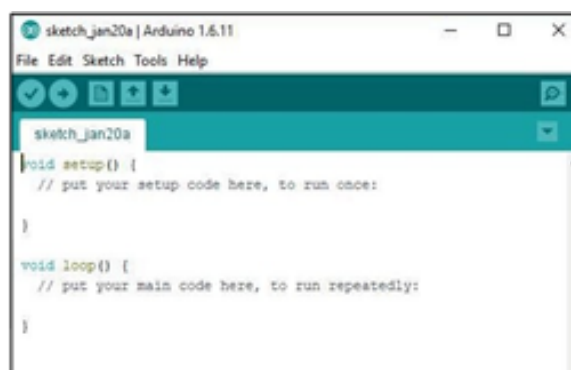 sketch_jan20a | Arduino 1.6.11
File Edit Sketch Tools Help
sketch_jan20a
void setup() {
  // put your setup code here, to run once:
}
void loop() {
  // put your main code here, to run repeatedly:
}